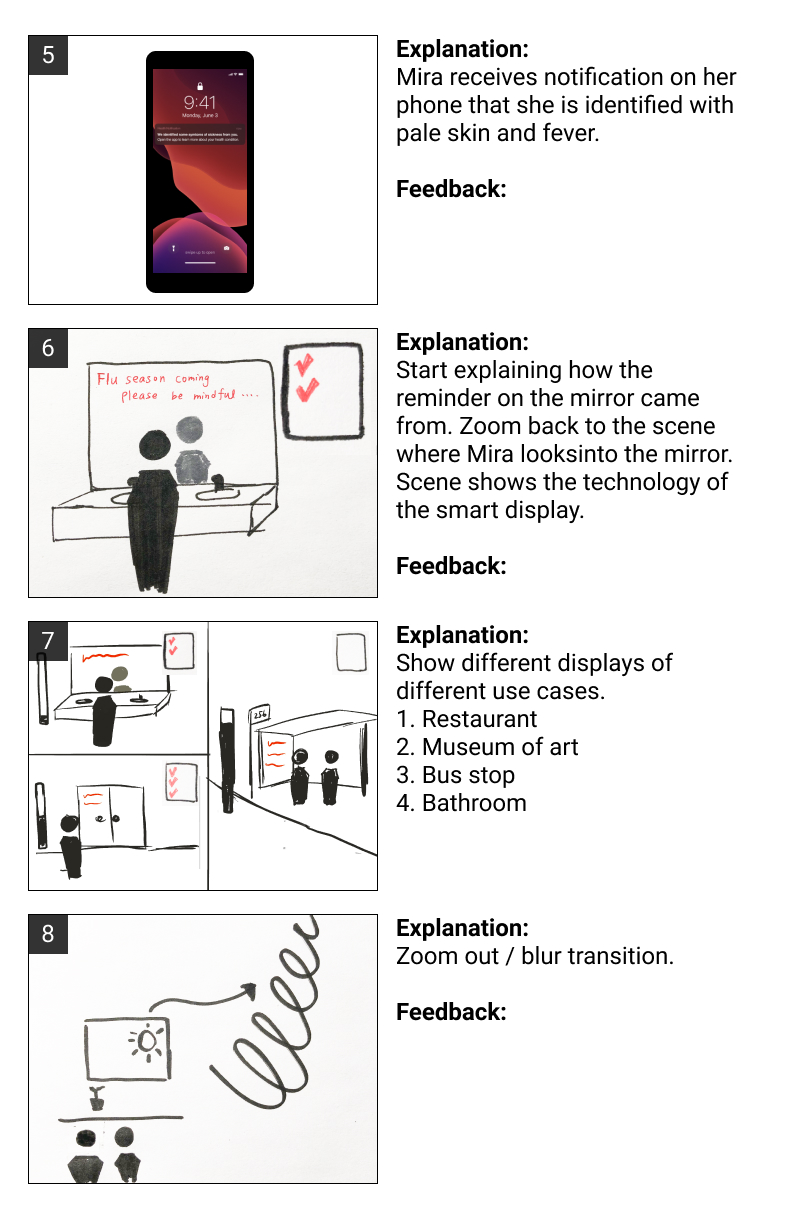 5
9:41
Monday, June 3
We identified some symptoms of sickness from you.
Open the app to learn more about your health condition
swipe up to open
Explanation:
Mira receives notification on her
phone that she is identified with
pale skin and fever.
Feedback:
6
Flu season coming
please be mindful ....
Explanation:
Start explaining how the
reminder on the mirror came
from. Zoom back to the scene
where Mira looksinto the mirror.
Scene shows the technology of
the smart display.
Feedback:
7
256
Explanation:
Show different displays of
different use cases.
1. Restaurant
2. Museum of art
3. Bus stop
4. Bathroom
8
Explanation:
Zoom out / blur transition.
Feedback: